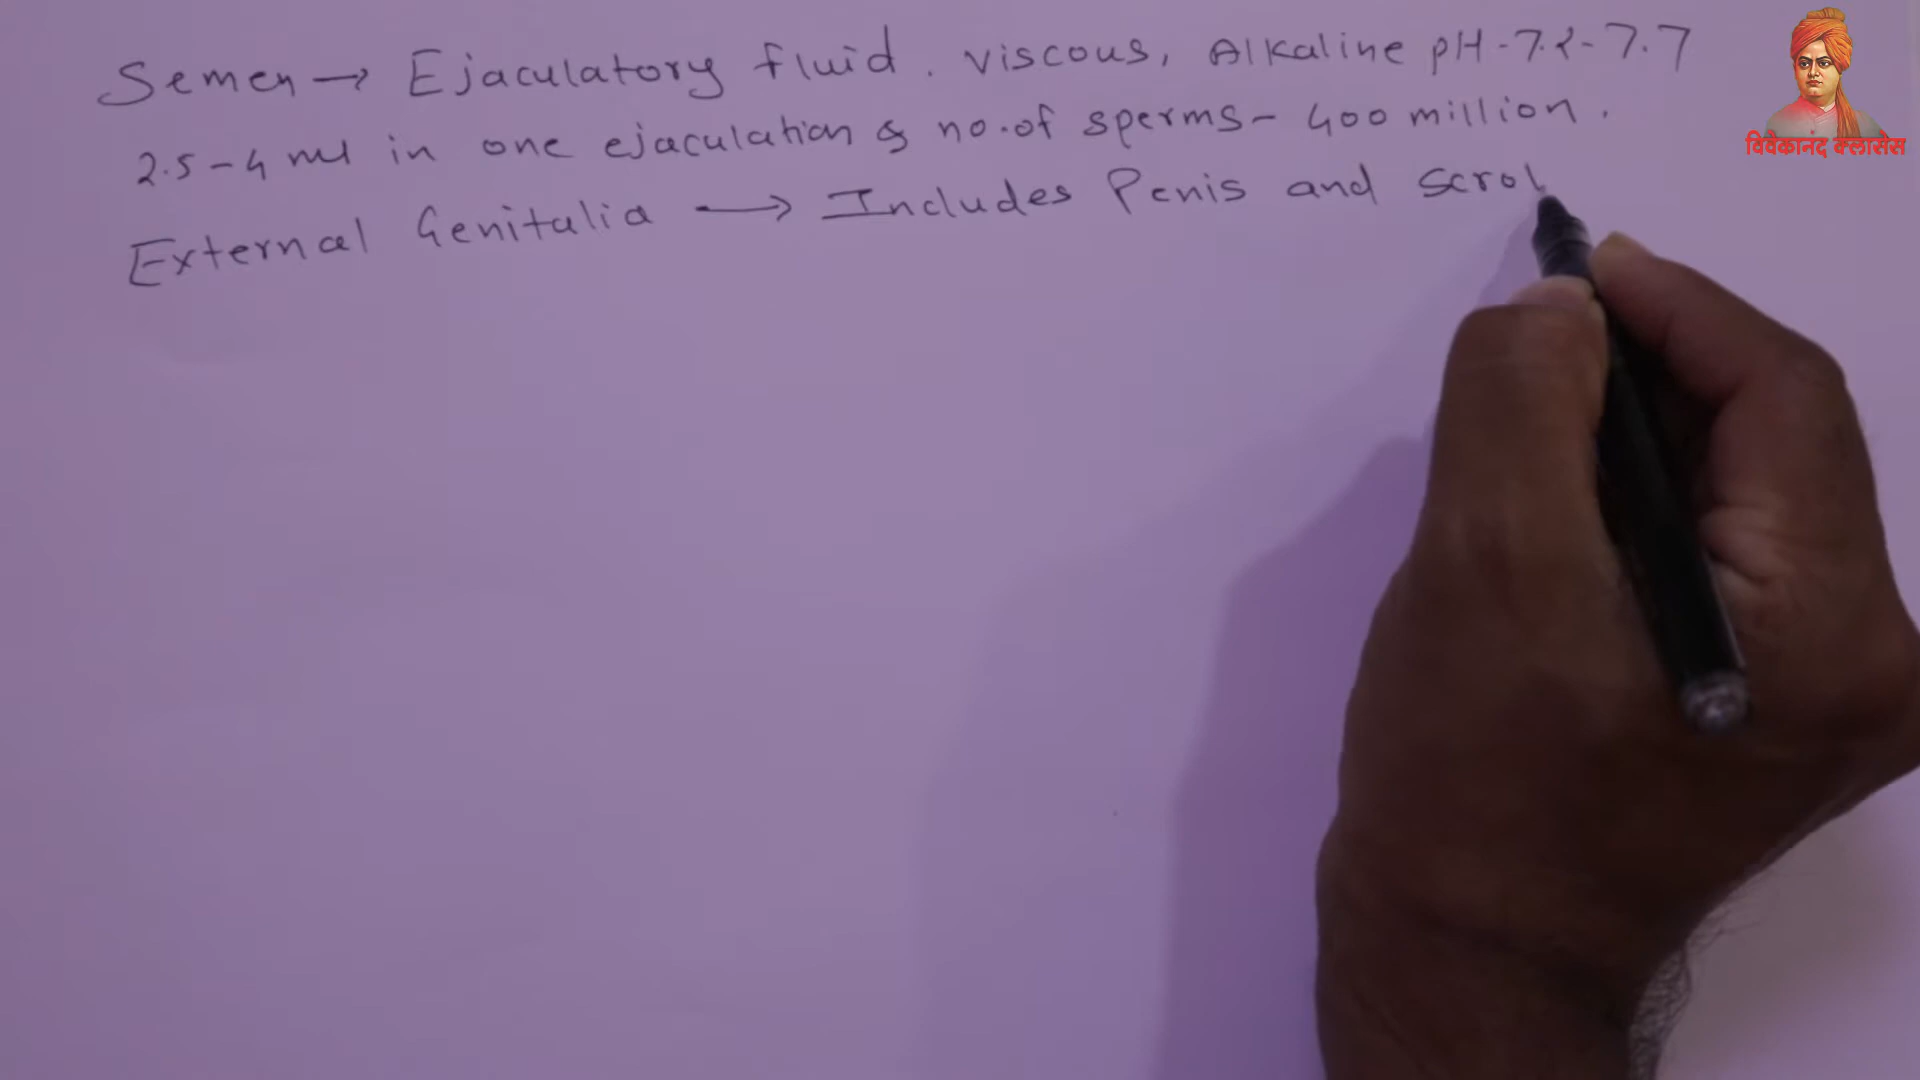 Semen → Ejaculatory fluid. Viscous, Alkaline pH-7.2-7.7
2.5-4 ml in one ejaculation & no.of sperms- 400 million.
External Genitalia → Includes Penis and Scrot
विवेकानंद क्लासेस